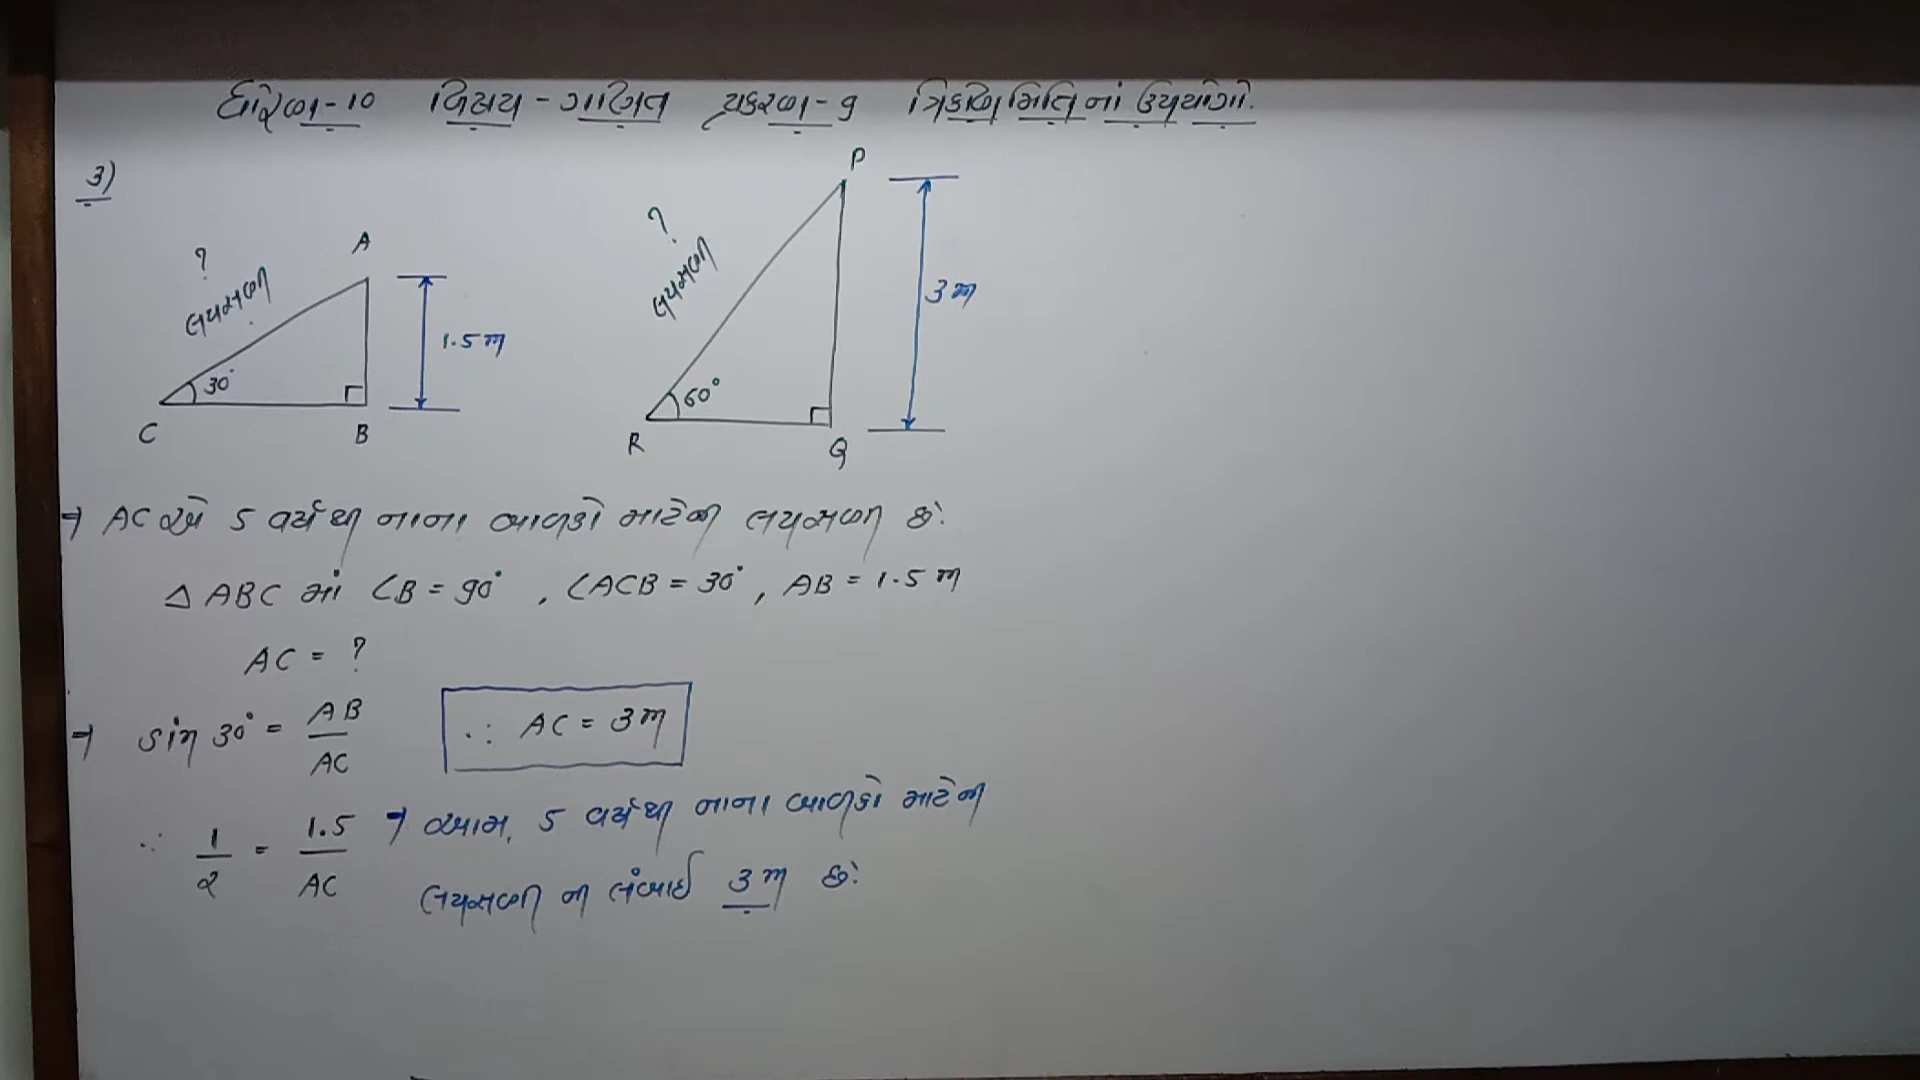 ધોરણ-10 વિષય - ગણિત પ્રકરણ-9 ત્રિકોણમિતિનાં ઉપયોગો.
3)
?
લપસણી
A
30°
C
B
1.5 m
?
લપસણી
P
60°
R
Q
3 m
→ AC એ 5 વર્ષથી નાના બાળકો માટેની લપસણી છે.
△ ABC માં ∠B = 90°, ∠ACB = 30°, AB = 1.5 m
AC = ?
→ sin 30° = AB / AC
∴ 1 / 2 = 1.5 / AC
∴ AC = 3 m
→ આમ, 5 વર્ષથી નાના બાળકો માટેની
લપસણી ની લંબાઈ 3 m છે.